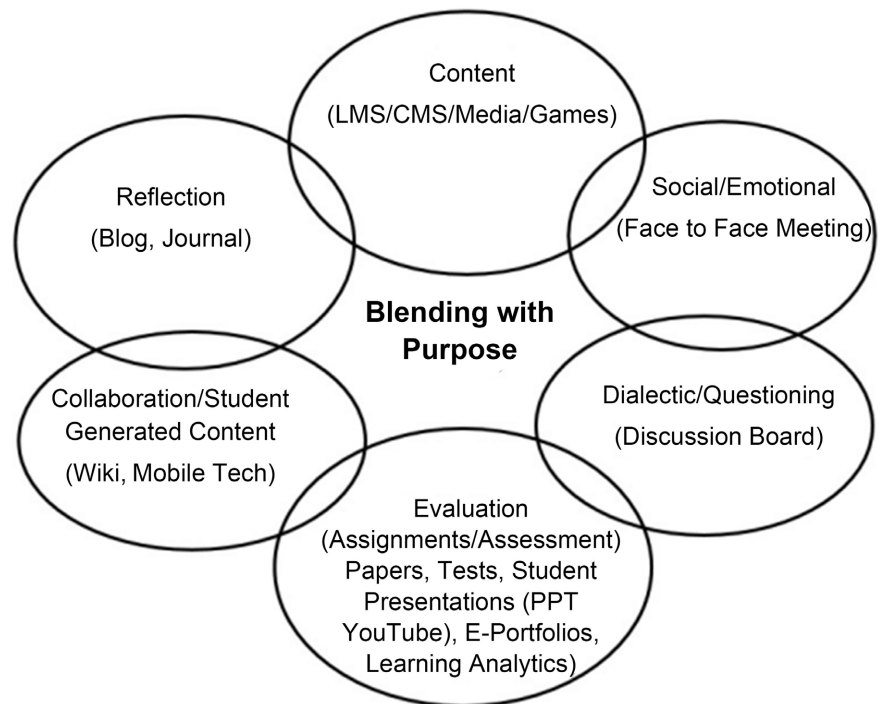 Content
(LMS/CMS/Media/Games)
Social/Emotional
(Face to Face Meeting)
Reflection
(Blog, Journal)
Blending with
Purpose
Dialectic/Questioning
(Discussion Board)
Collaboration/Student
Generated Content
(Wiki, Mobile Tech)
Evaluation
(Assignments/Assessment)
Papers, Tests, Student
Presentations (PPT
YouTube), E-Portfolios,
Learning Analytics)